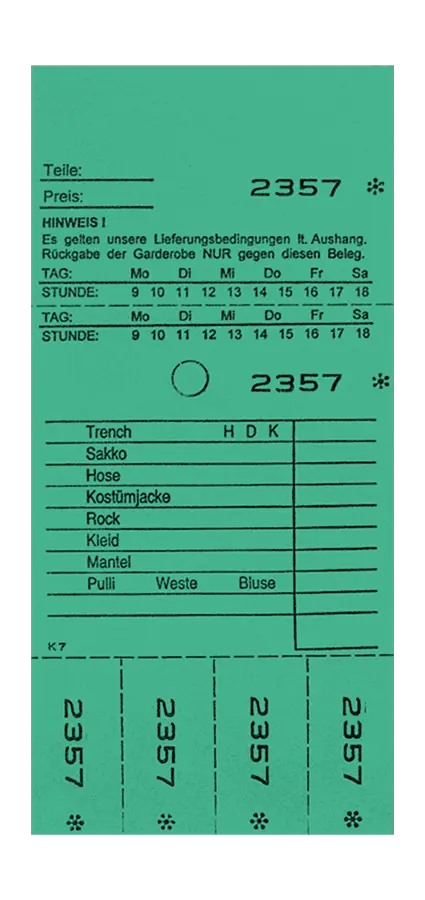 Teile:
2357 *
Preis:
HINWEIS !
Es gelten unsere Lieferungsbedingungen lt. Aushang.
Rückgabe der Garderobe NUR gegen diesen Beleg.
TAG: Mo Di Mi Do Fr Sa
STUNDE: 9 10 11 12 13 14 15 16 17 18
TAG: Mo Di Mi Do Fr Sa
STUNDE: 9 10 11 12 13 14 15 16 17 18
2357 *
Trench H D K
Sakko
Hose
Kostümjacke
Rock
Kleid
Mantel
Pulli Weste Bluse
K7
2357 *
2357 *
2357 *
2357 *